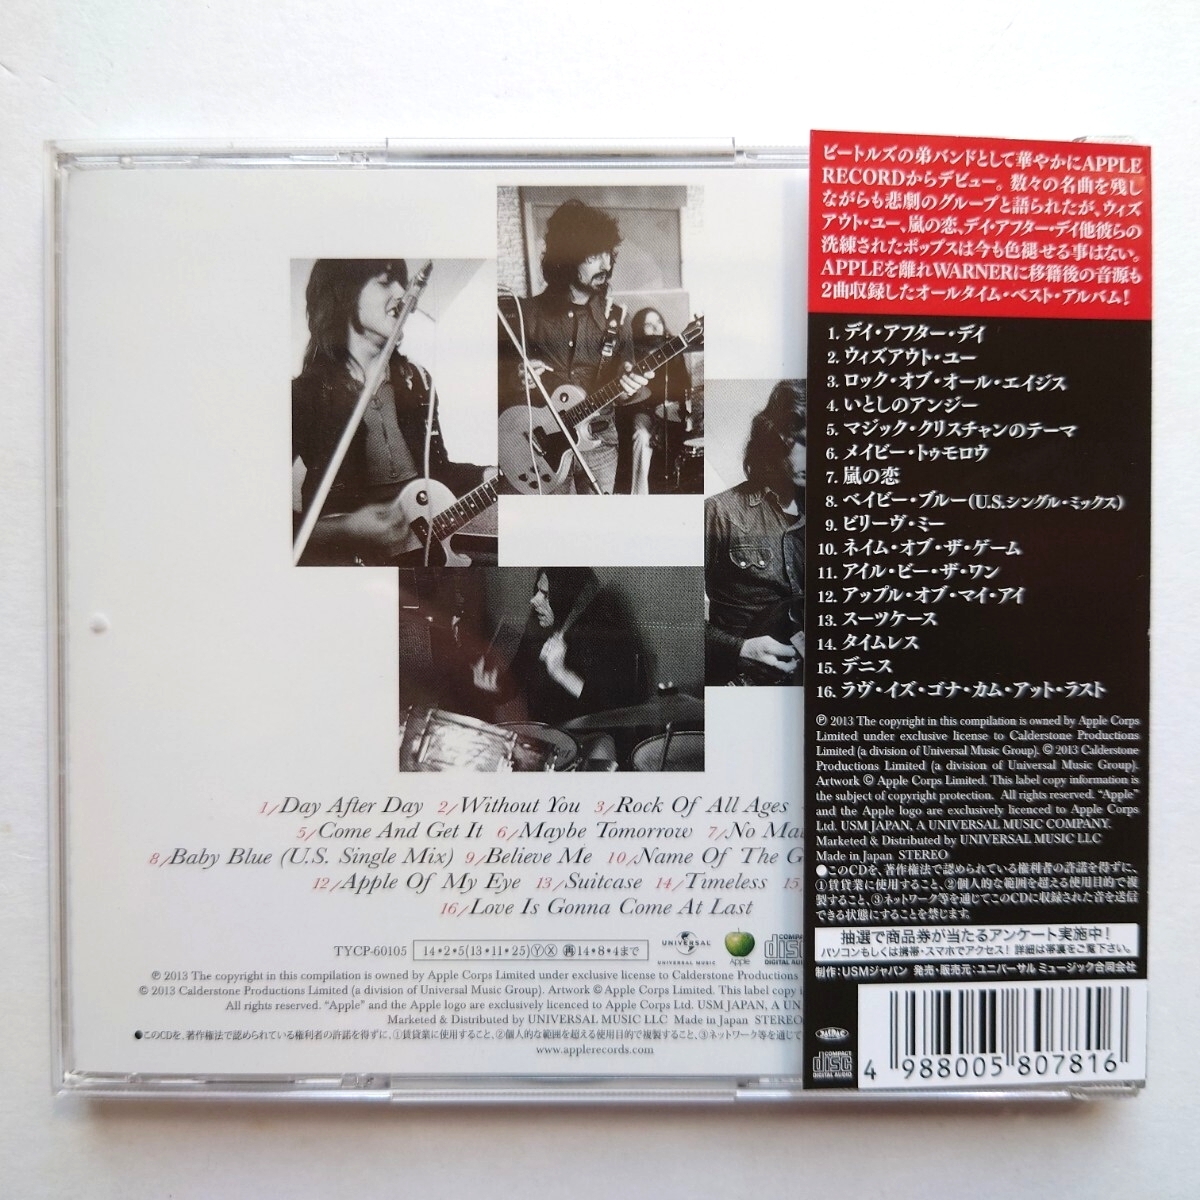 ビートルズの弟バンドとして華やかにAPPLE
RECORDからデビュー。数々の名曲を残し
ながらも悲劇のグループと語られたが、ウィズ
アウト・ユー、嵐の恋、デイ・アフター・デイ他彼らの
洗練されたポップスは今も色褪せる事はない。
APPLEを離れWARNERに移籍後の音源も
2曲収録したオールタイム・ベスト・アルバム!
1. デイ・アフター・デイ
2. ウィズアウト・ユー
3. ロック・オブ・オール・エイジス
4. いとしのアンジー
5. マジック・クリスチャンのテーマ
6. メイビー・トゥモロウ
7. 嵐の恋
8. ベイビー・ブルー(U.S.シングル・ミックス)
9. ビリーヴ・ミー
10. ネイム・オブ・ザ・ゲーム
11. アイル・ビー・ザ・ワン
12. アップル・オブ・マイ・アイ
13. スーツケース
14. タイムレス
15. デニス
16. ラヴ・イズ・ゴナ・カム・アット・ラスト
℗ 2013 The copyright in this compilation is owned by Apple Corps
Limited under exclusive license to Calderstone Productions
Limited (a division of Universal Music Group). © 2013 Calderstone
Productions Limited (a division of Universal Music Group).
Artwork © Apple Corps Limited. This label copy information is
the subject of copyright protection. All rights reserved. “Apple”
and the Apple logo are exclusively licenced to Apple Corps
Ltd. USM JAPAN, A UNIVERSAL MUSIC COMPANY.
Marketed & Distributed by UNIVERSAL MUSIC LLC
Made in Japan STEREO
●このCDを、著作権法で認められている権利者の許諾を得ずに、
①賃貸業に使用すること、②個人的な範囲を超える使用目的で複
製すること、③ネットワーク等を通じてこのCDに収録された音を送信
できる状態にすることを禁じます。
抽選で商品券が当たるアンケート実施中!
パソコンもしくは携帯・スマホでアクセス! 詳細は帯裏をご覧下さい。
制作:USMジャパン 発売・販売元:ユニバーサル ミュージック合同会社
COMPACT
disc
DIGITAL AUDIO
4 988005 807816
1/Day After Day 2/Without You 3/Rock Of All Ages
5/Come And Get It 6/Maybe Tomorrow 7/No Mat
8/Baby Blue (U.S. Single Mix) 9/Believe Me 10/Name Of The G
12/Apple Of My Eye 13/Suitcase 14/Timeless 15/
16/Love Is Gonna Come At Last
TYCP-60105 14・2・5(13・11・25)ⓎⓍ 再14・8・4まで
UNIVERSAL
UNIVERSAL MUSIC
Apple
COMPA
disc
DIGITAL AUD
℗ 2013 The copyright in this compilation is owned by Apple Corps Limited under exclusive license to Calderstone Productions
© 2013 Calderstone Productions Limited (a division of Universal Music Group). Artwork © Apple Corps Limited. This label copy in
All rights reserved. “Apple” and the Apple logo are exclusively licenced to Apple Corps Ltd. USM JAPAN, A UN
Marketed & Distributed by UNIVERSAL MUSIC LLC Made in Japan STEREO
●このCDを、著作権法で認められている権利者の許諾を得ずに、①賃貸業に使用すること、②個人的な範囲を超える使用目的で複製すること、③ネットワーク等を通じて
www.applerecords.com